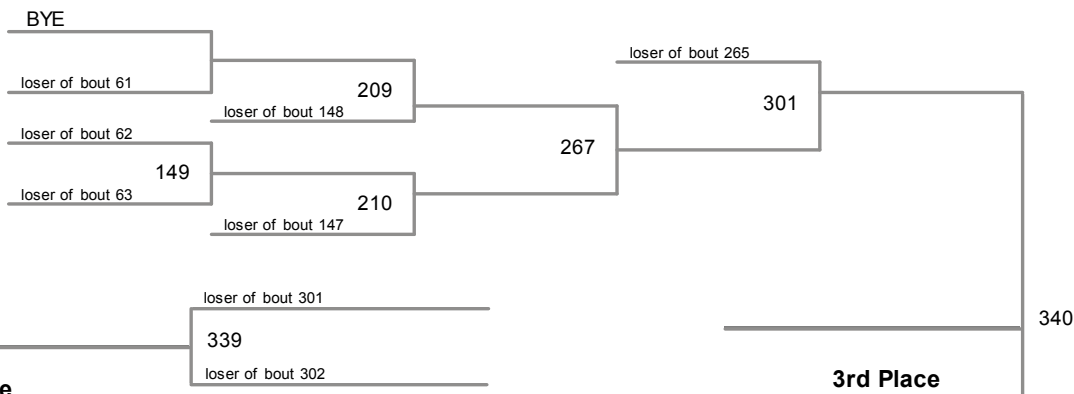 BYE
loser of bout 265
loser of bout 61
209
301
loser of bout 148
loser of bout 62
267
149
loser of bout 63
210
loser of bout 147
loser of bout 301
340
339
loser of bout 302
3rd Place
e